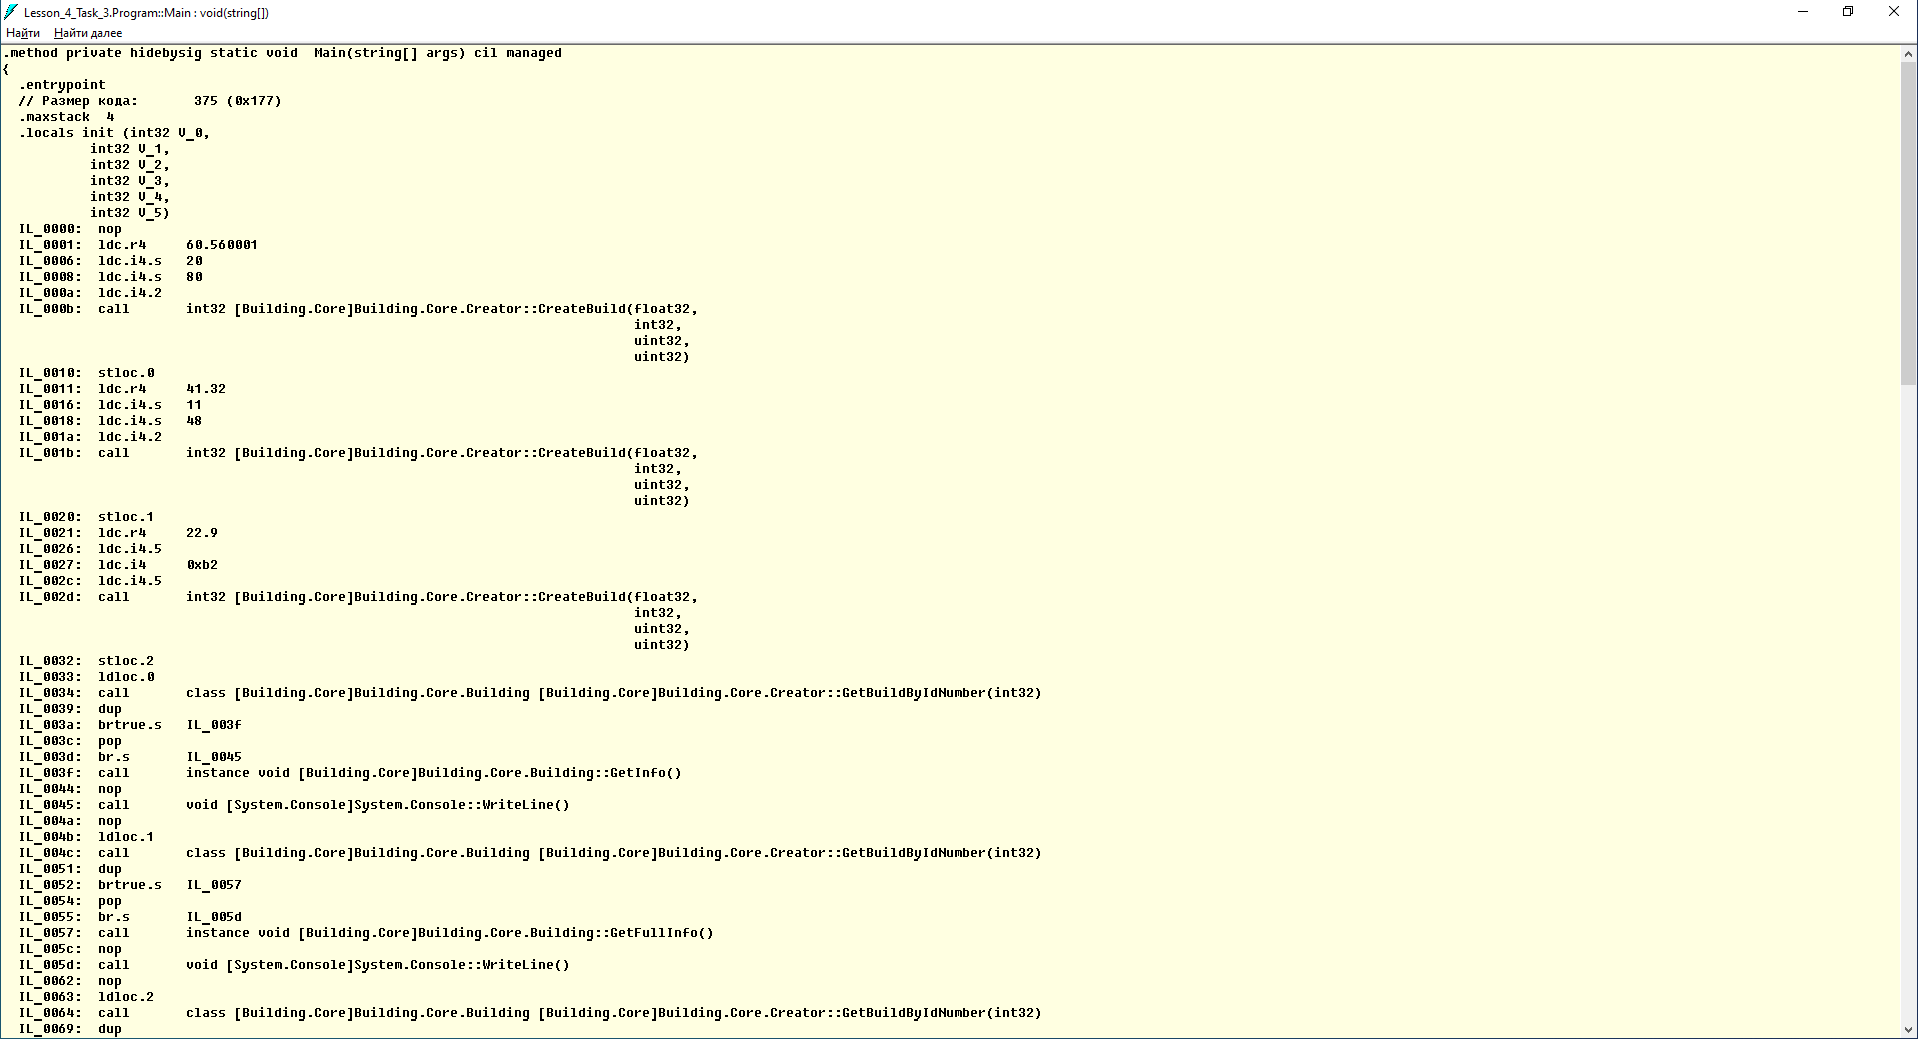 Lesson_4_Task_3.Program::Main : void(string[])
Найти Найти далее
.method private hidebysig static void  Main(string[] args) cil managed
{
  .entrypoint
  // Размер кода:       375 (0x177)
  .maxstack  4
  .locals init (int32 V_0,
           int32 V_1,
           int32 V_2,
           int32 V_3,
           int32 V_4,
           int32 V_5)
  IL_0000:  nop
  IL_0001:  ldc.r4     60.560001
  IL_0006:  ldc.i4.s   20
  IL_0008:  ldc.i4.s   80
  IL_000a:  ldc.i4.2
  IL_000b:  call       int32 [Building.Core]Building.Core.Creator::CreateBuild(float32,
                                                                               int32,
                                                                               uint32,
                                                                               uint32)
  IL_0010:  stloc.0
  IL_0011:  ldc.r4     41.32
  IL_0016:  ldc.i4.s   11
  IL_0018:  ldc.i4.s   48
  IL_001a:  ldc.i4.2
  IL_001b:  call       int32 [Building.Core]Building.Core.Creator::CreateBuild(float32,
                                                                               int32,
                                                                               uint32,
                                                                               uint32)
  IL_0020:  stloc.1
  IL_0021:  ldc.r4     22.9
  IL_0026:  ldc.i4.5
  IL_0027:  ldc.i4     0xb2
  IL_002c:  ldc.i4.5
  IL_002d:  call       int32 [Building.Core]Building.Core.Creator::CreateBuild(float32,
                                                                               int32,
                                                                               uint32,
                                                                               uint32)
  IL_0032:  stloc.2
  IL_0033:  ldloc.0
  IL_0034:  call       class [Building.Core]Building.Core.Building [Building.Core]Building.Core.Creator::GetBuildByIdNumber(int32)
  IL_0039:  dup
  IL_003a:  brtrue.s   IL_003f
  IL_003c:  pop
  IL_003d:  br.s       IL_0045
  IL_003f:  call       instance void [Building.Core]Building.Core.Building::GetInfo()
  IL_0044:  nop
  IL_0045:  call       void [System.Console]System.Console::WriteLine()
  IL_004a:  nop
  IL_004b:  ldloc.1
  IL_004c:  call       class [Building.Core]Building.Core.Building [Building.Core]Building.Core.Creator::GetBuildByIdNumber(int32)
  IL_0051:  dup
  IL_0052:  brtrue.s   IL_0057
  IL_0054:  pop
  IL_0055:  br.s       IL_005d
  IL_0057:  call       instance void [Building.Core]Building.Core.Building::GetFullInfo()
  IL_005c:  nop
  IL_005d:  call       void [System.Console]System.Console::WriteLine()
  IL_0062:  nop
  IL_0063:  ldloc.2
  IL_0064:  call       class [Building.Core]Building.Core.Building [Building.Core]Building.Core.Creator::GetBuildByIdNumber(int32)
  IL_0069:  dup